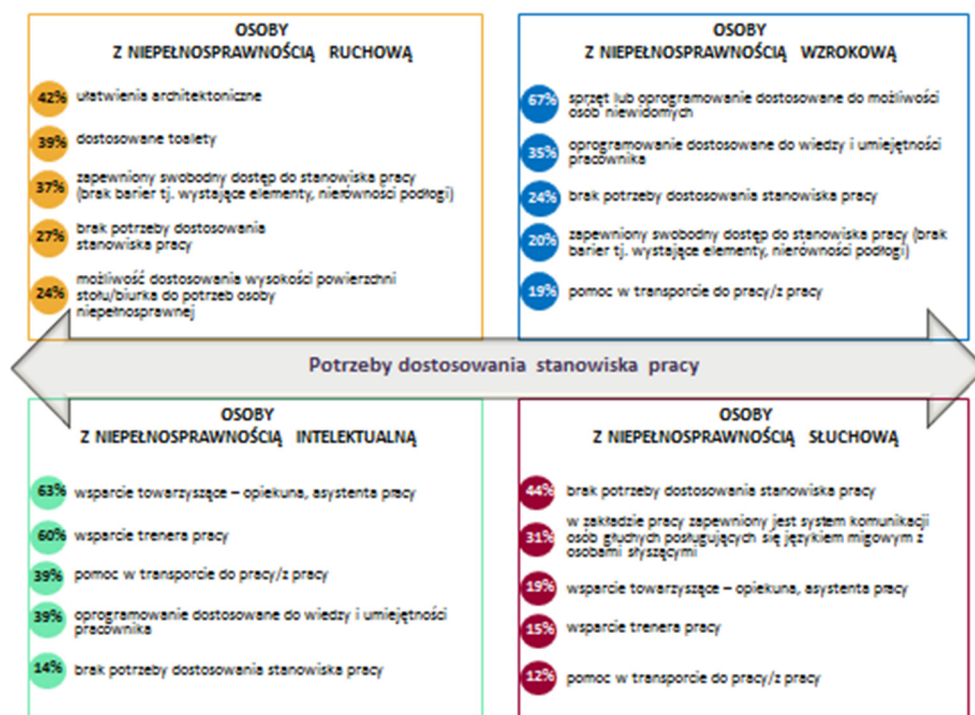 OSOBY
Z NIEPEŁNOSPRAWNOŚCIĄ RUCHOWĄ
42% ułatwienia architektoniczne
39% dostosowane toalety
37% zapewniony swobodny dostęp do stanowiska pracy
(brak barier tj. wystające elementy, nierówności podłogi)
27% brak potrzeby dostosowania
stanowiska pracy
24% możliwość dostosowania wysokości powierzchni
stołu/biurka do potrzeb osoby
niepełnosprawnej
OSOBY
Z NIEPEŁNOSPRAWNOŚCIĄ WZROKOWĄ
67% sprzęt lub oprogramowanie dostosowane do możliwości
osób niewidomych
35% oprogramowanie dostosowane do wiedzy i umiejętności
pracownika
24% brak potrzeby dostosowania stanowiska pracy
20% zapewniony swobodny dostęp do stanowiska pracy (brak
barier tj. wystające elementy, nierówności podłogi)
19% pomoc w transporcie do pracy/z pracy
Potrzeby dostosowania stanowiska pracy
OSOBY
Z NIEPEŁNOSPRAWNOŚCIĄ INTELEKTUALNĄ
63% wsparcie towarzyszące – opiekuna, asystenta pracy
60% wsparcie trenera pracy
39% pomoc w transporcie do pracy/z pracy
39% oprogramowanie dostosowane do wiedzy i umiejętności
pracownika
14% brak potrzeby dostosowania stanowiska pracy
OSOBY
Z NIEPEŁNOSPRAWNOŚCIĄ SŁUCHOWĄ
44% brak potrzeby dostosowania stanowiska pracy
31% w zakładzie pracy zapewniony jest system komunikacji
osób głuchych posługujących się językiem migowym z
osobami słyszącymi
19% wsparcie towarzyszące – opiekuna, asystenta pracy
15% wsparcie trenera pracy
12% pomoc w transporcie do pracy/z pracy